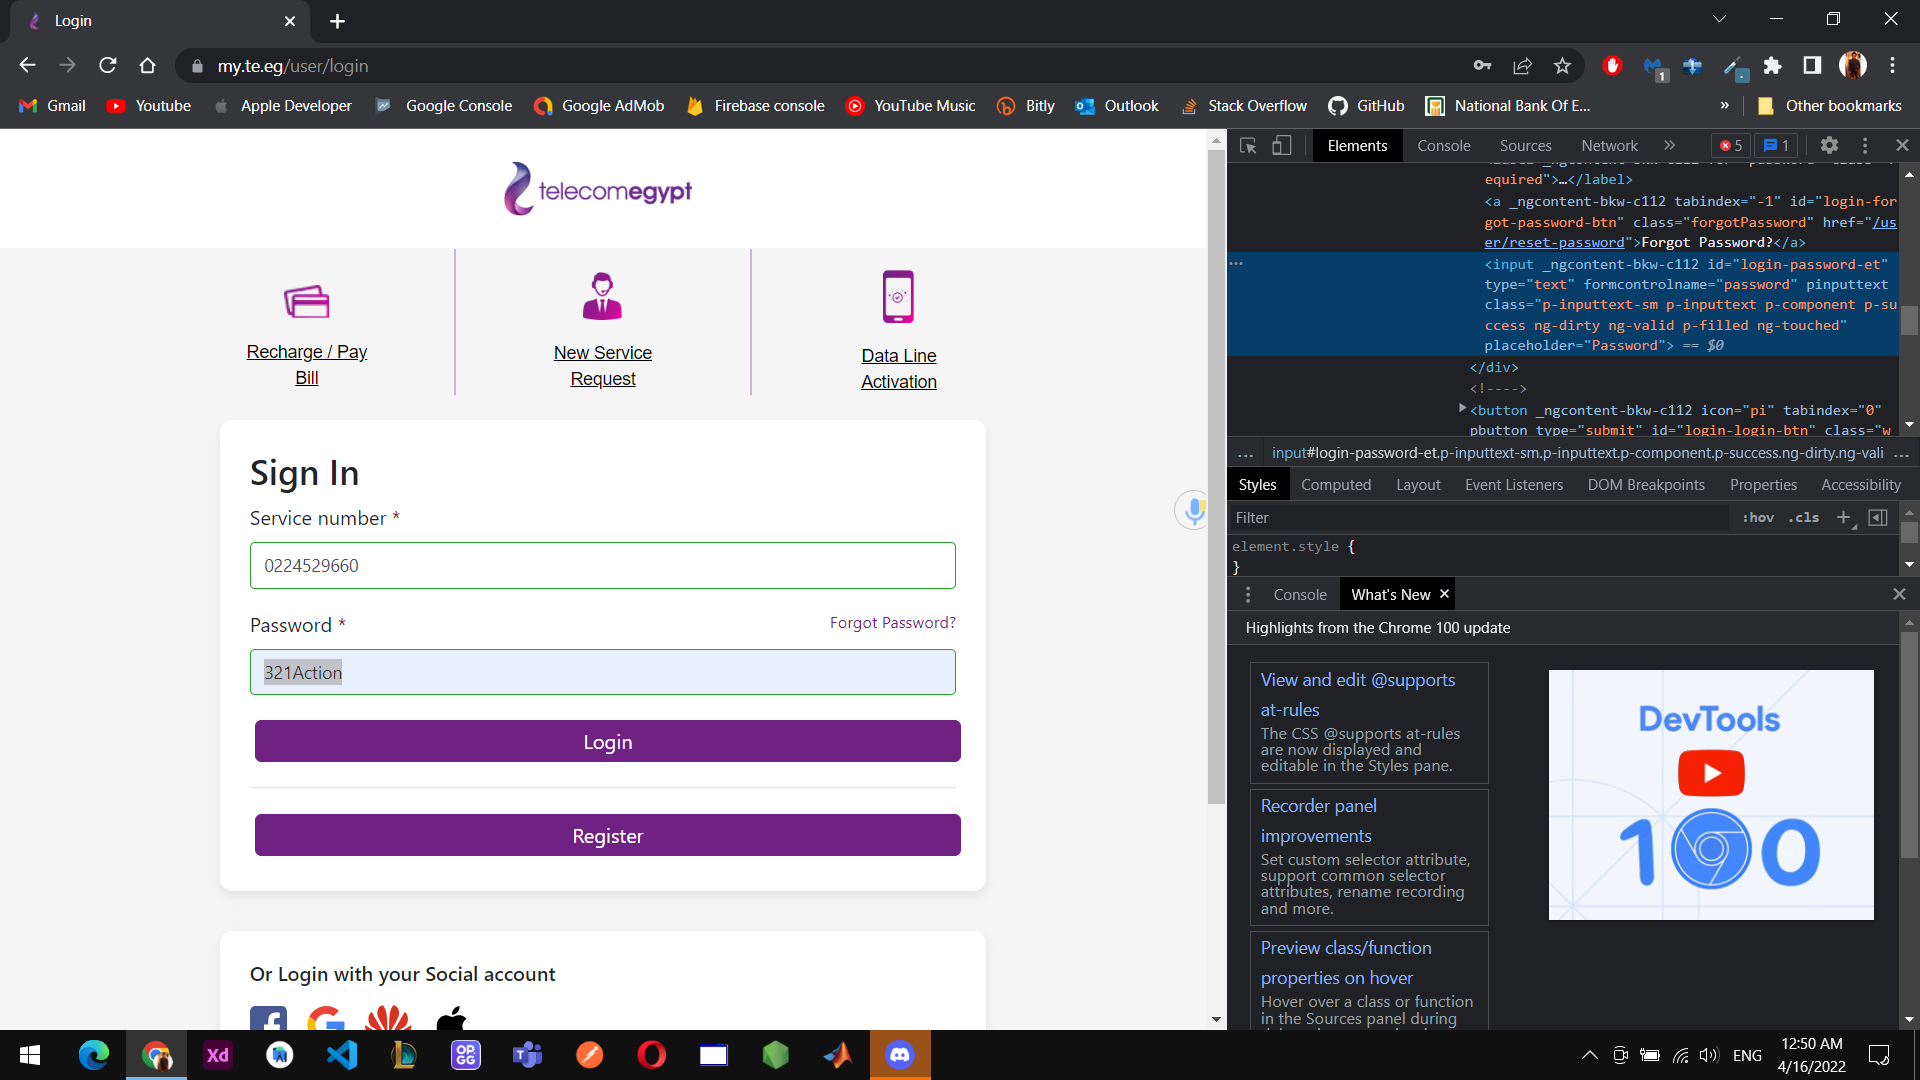 Login
my.te.eg/user/login
1
Gmail
Youtube
Apple Developer
Google Console
Google AdMob
Firebase console
YouTube Music
Bitly
Outlook
Stack Overflow
GitHub
National Bank Of E...
»
Other bookmarks
telecomegypt
Recharge / Pay
Bill
New Service
Request
Data Line
Activation
Sign In
Service number *
0224529660
Password *
Forgot Password?
321Action
Login
Register
Or Login with your Social account
Elements
Console
Sources
Network
»
5
1
equired">…</label>
<a _ngcontent-bkw-c112 tabindex="-1" id="login-for
got-password-btn" class="forgotPassword" href="/us
er/reset-password">Forgot Password?</a>
<input _ngcontent-bkw-c112 id="login-password-et"
type="text" formcontrolname="password" pinputtext
class="p-inputtext-sm p-inputtext p-component p-su
ccess ng-dirty ng-valid p-filled ng-touched"
placeholder="Password"> == $0
</div>
<!---->
<button _ngcontent-bkw-c112 icon="pi" tabindex="0"
pbutton type="submit" id="login-login-btn" class="w
... input#login-password-et.p-inputtext-sm.p-inputtext.p-component.p-success.ng-dirty.ng-vali ...
Styles
Computed
Layout
Event Listeners
DOM Breakpoints
Properties
Accessibility
Filter
:hov
.cls
element.style {
}
Console
What's New
Highlights from the Chrome 100 update
View and edit @supports
at-rules
The CSS @supports at-rules
are now displayed and
editable in the Styles pane.
Recorder panel
improvements
Set custom selector attribute,
support common selector
attributes, rename recording
and more.
Preview class/function
properties on hover
Hover over a class or function
in the Sources panel during
DevTools
100
Xd
OP.
GG
ENG
12:50 AM
4/16/2022